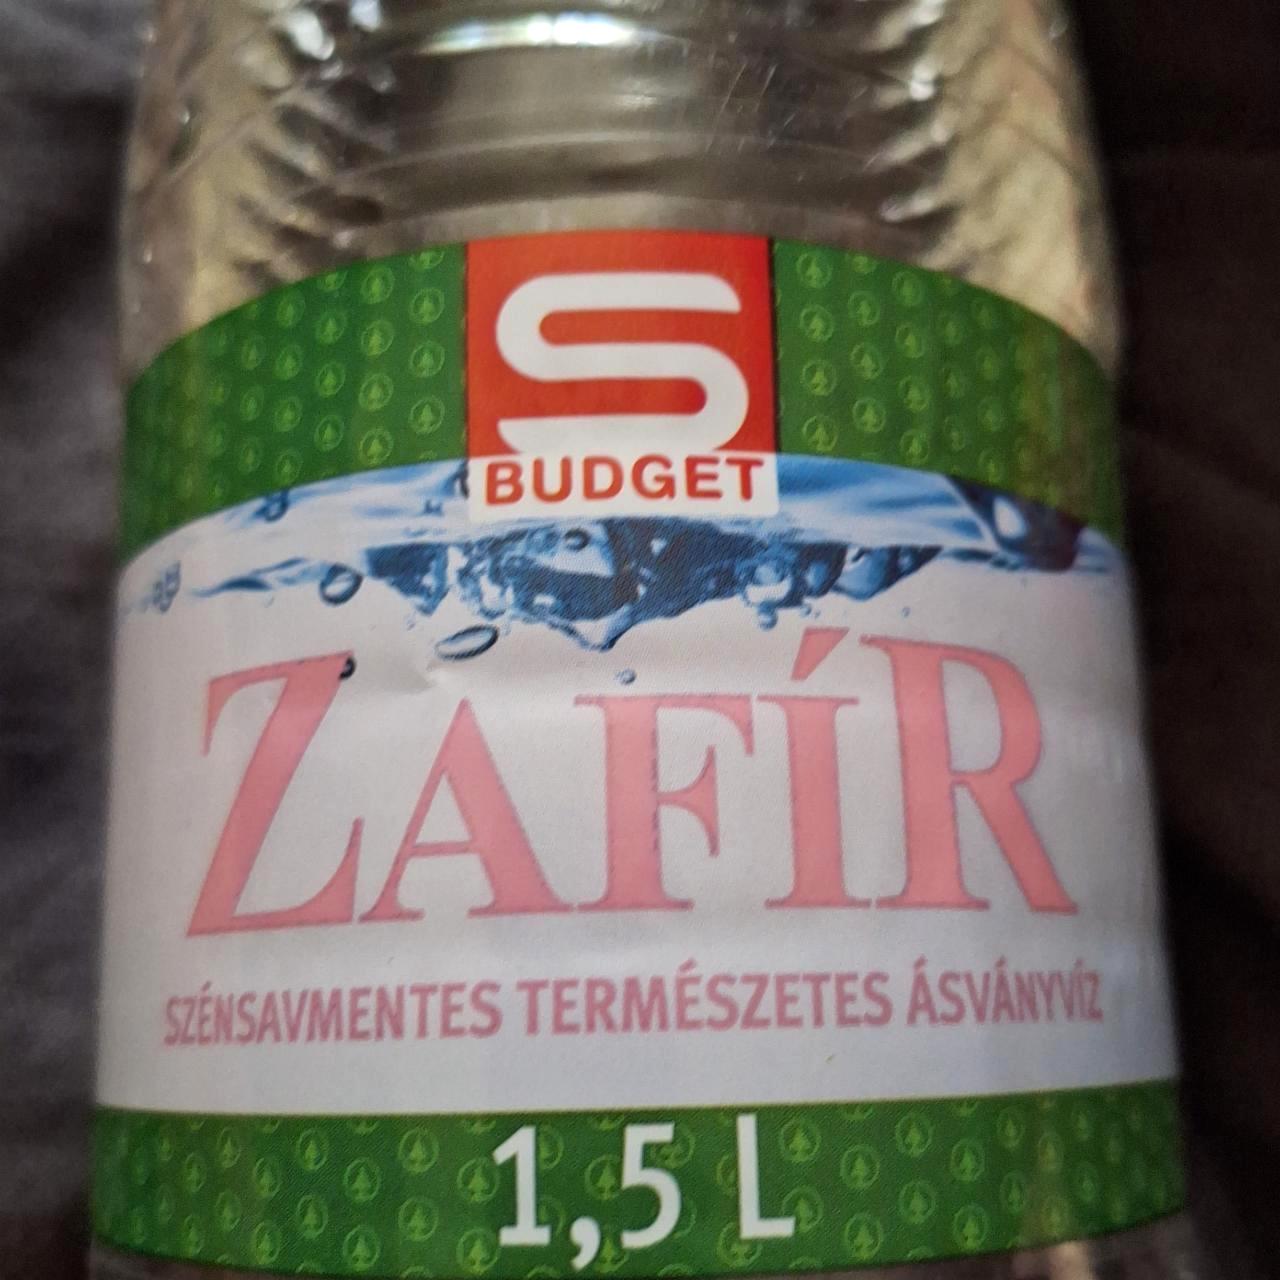 S
BUDGET
ZAFÍR
SZÉNSAVMENTES TERMÉSZETES ÁSVÁNYVÍZ
1,5 L